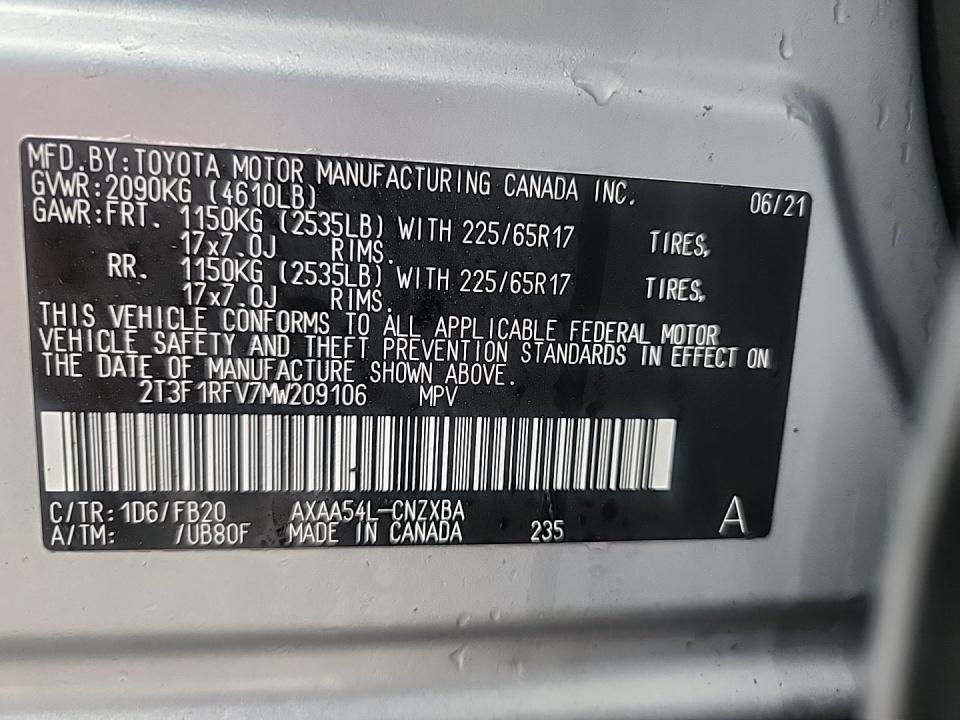 MFD.BY:TOYOTA MOTOR MANUFACTURING CANADA INC. 06/21
GVWR:2090KG (4610LB)
GAWR:FRT. 1150KG (2535LB) WITH 225/65R17 TIRES,
17x7.0J RIMS.
RR. 1150KG (2535LB) WITH 225/65R17 TIRES,
17x7.0J RIMS.
THIS VEHICLE CONFORMS TO ALL APPLICABLE FEDERAL MOTOR
VEHICLE SAFETY AND THEFT PREVENTION STANDARDS IN EFFECT ON
THE DATE OF MANUFACTURE SHOWN ABOVE.
2T3F1RFV7MW209106 MPV
C/TR:1D6/FB20 AXAA54L-CNZXBA
A/TM: /UB80F MADE IN CANADA 235 A